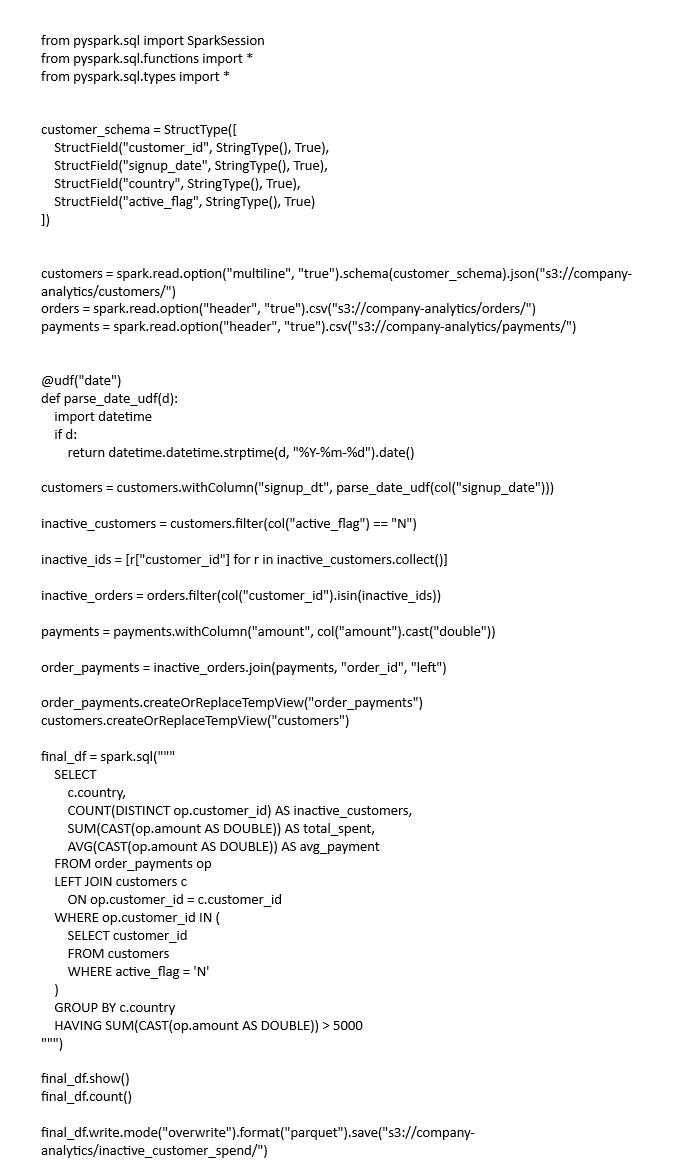 from pyspark.sql import SparkSession
from pyspark.sql.functions import *
from pyspark.sql.types import *
customer_schema = StructType([
    StructField("customer_id", StringType(), True),
    StructField("signup_date", StringType(), True),
    StructField("country", StringType(), True),
    StructField("active_flag", StringType(), True)
])
customers = spark.read.option("multiline", "true").schema(customer_schema).json("s3://company-
analytics/customers/")
orders = spark.read.option("header", "true").csv("s3://company-analytics/orders/")
payments = spark.read.option("header", "true").csv("s3://company-analytics/payments/")
@udf("date")
def parse_date_udf(d):
    import datetime
    if d:
        return datetime.datetime.strptime(d, "%Y-%m-%d").date()
customers = customers.withColumn("signup_dt", parse_date_udf(col("signup_date")))
inactive_customers = customers.filter(col("active_flag") == "N")
inactive_ids = [r["customer_id"] for r in inactive_customers.collect()]
inactive_orders = orders.filter(col("customer_id").isin(inactive_ids))
payments = payments.withColumn("amount", col("amount").cast("double"))
order_payments = inactive_orders.join(payments, "order_id", "left")
order_payments.createOrReplaceTempView("order_payments")
customers.createOrReplaceTempView("customers")
final_df = spark.sql("""
    SELECT
        c.country,
        COUNT(DISTINCT op.customer_id) AS inactive_customers,
        SUM(CAST(op.amount AS DOUBLE)) AS total_spent,
        AVG(CAST(op.amount AS DOUBLE)) AS avg_payment
    FROM order_payments op
    LEFT JOIN customers c
        ON op.customer_id = c.customer_id
    WHERE op.customer_id IN (
        SELECT customer_id
        FROM customers
        WHERE active_flag = 'N'
    )
    GROUP BY c.country
    HAVING SUM(CAST(op.amount AS DOUBLE)) > 5000
""")
final_df.show()
final_df.count()
final_df.write.mode("overwrite").format("parquet").save("s3://company-
analytics/inactive_customer_spend/")